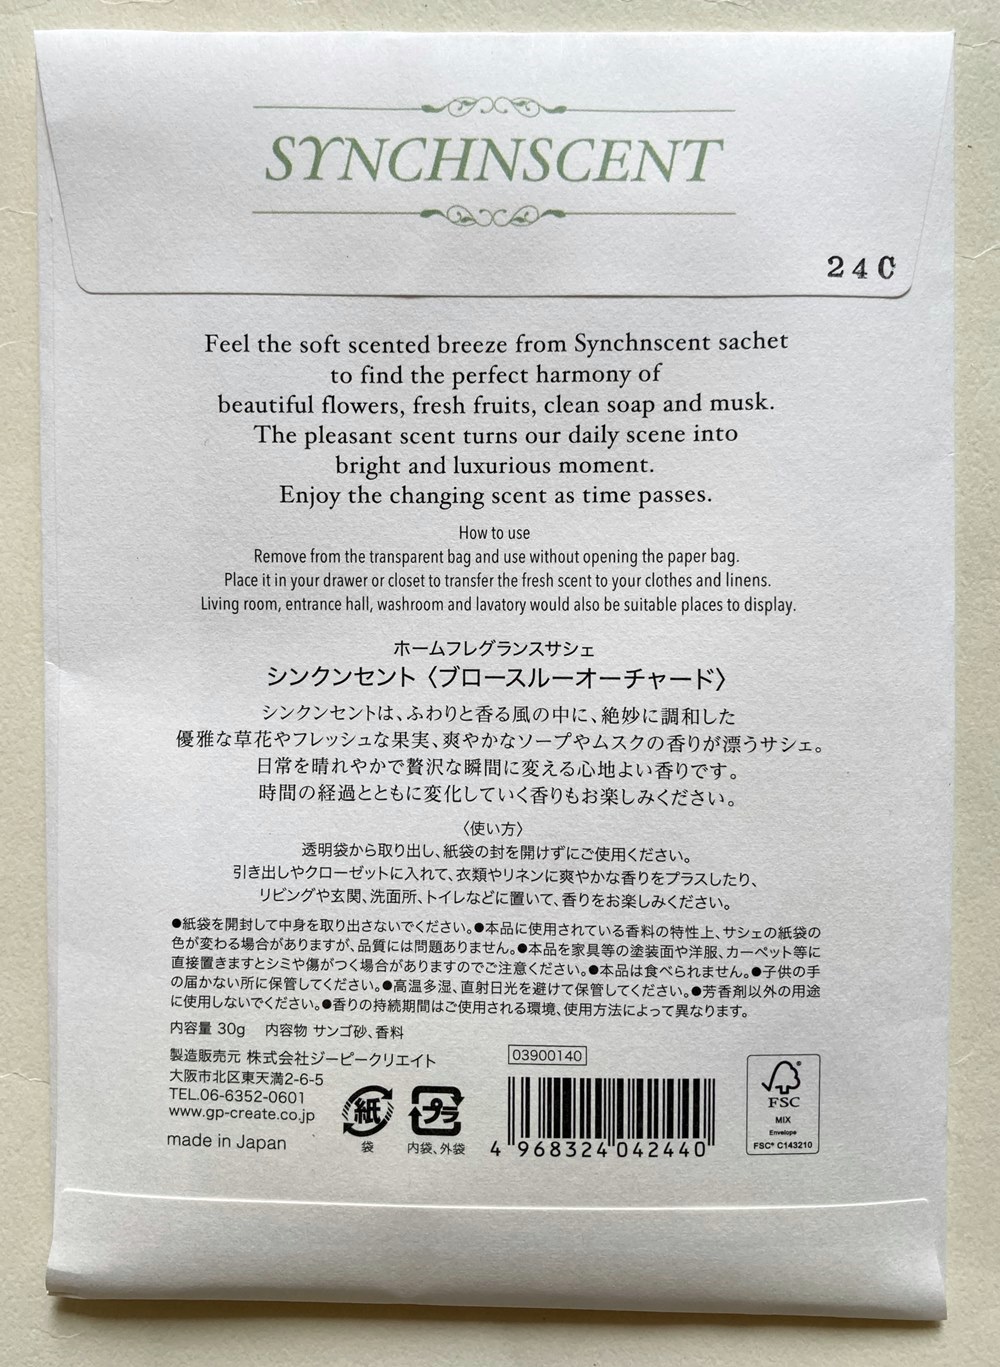 SYNCHNSCENT
24C
Feel the soft scented breeze from Synchnscent sachet
to find the perfect harmony of
beautiful flowers, fresh fruits, clean soap and musk.
The pleasant scent turns our daily scene into
bright and luxurious moment.
Enjoy the changing scent as time passes.
How to use
Remove from the transparent bag and use without opening the paper bag.
Place it in your drawer or closet to transfer the fresh scent to your clothes and linens.
Living room, entrance hall, washroom and lavatory would also be suitable places to display.
ホームフレグランスサシェ
シンクンセント〈ブロースルーオーチャード〉
シンクンセントは、ふわりと香る風の中に、絶妙に調和した
優雅な草花やフレッシュな果実、爽やかなソープやムスクの香りが漂うサシェ。
日常を晴れやかで贅沢な瞬間に変える心地よい香りです。
時間の経過とともに変化していく香りもお楽しみください。
〈使い方〉
透明袋から取り出し、紙袋の封を開けずにご使用ください。
引き出しやクローゼットに入れて、衣類やリネンに爽やかな香りをプラスしたり、
リビングや玄関、洗面所、トイレなどに置いて、香りをお楽しみください。
●紙袋を開封して中身を取り出さないでください。●本品に使用されている香料の特性上、サシェの紙袋の
色が変わる場合がありますが、品質には問題ありません。●本品を家具等の塗装面や洋服、カーペット等に
直接置きますとシミや傷がつく場合がありますのでご注意ください。●本品は食べられません。●子供の手
の届かない所に保管してください。●高温多湿、直射日光を避けて保管してください。●芳香剤以外の用途
に使用しないでください。●香りの持続期間はご使用される環境、使用方法によって異なります。
内容量 30g 内容物 サンゴ砂、香料
製造販売元 株式会社ジーピークリエイト
大阪市北区東天満2-6-5
TEL.06-6352-0601
www.gp-create.co.jp
made in Japan
紙
袋
プラ
内袋、外袋
03900140
4 968324 042440
FSC
MIX
Envelope
FSC® C143210